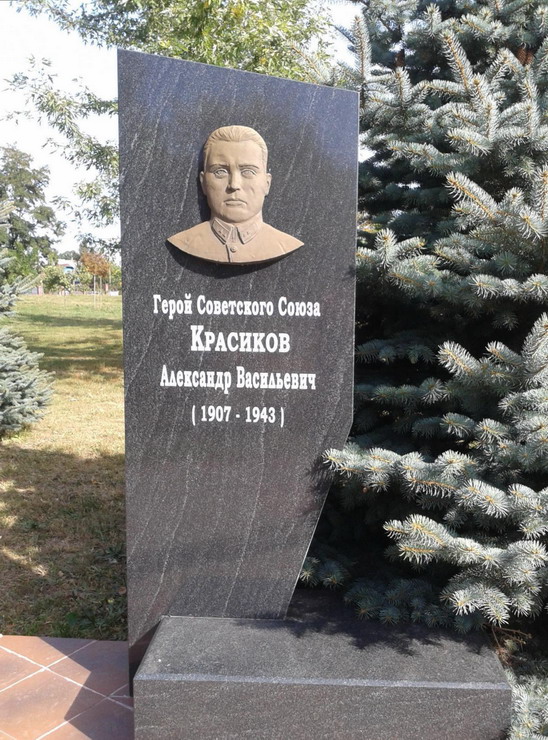 Герой Советского Союза
Красиков
Александр Васильевич
( 1907 - 1943 )